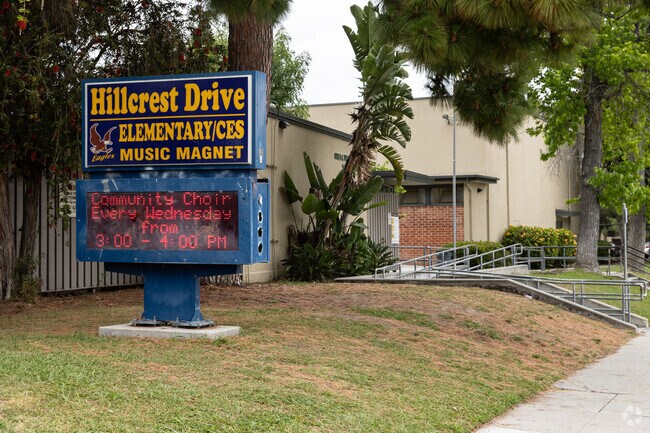 Hillcrest Drive
ELEMENTARY/CES
MUSIC MAGNET
Eagles
Community Choir
Every Wednesday
from
3:00 - 4:00 PM